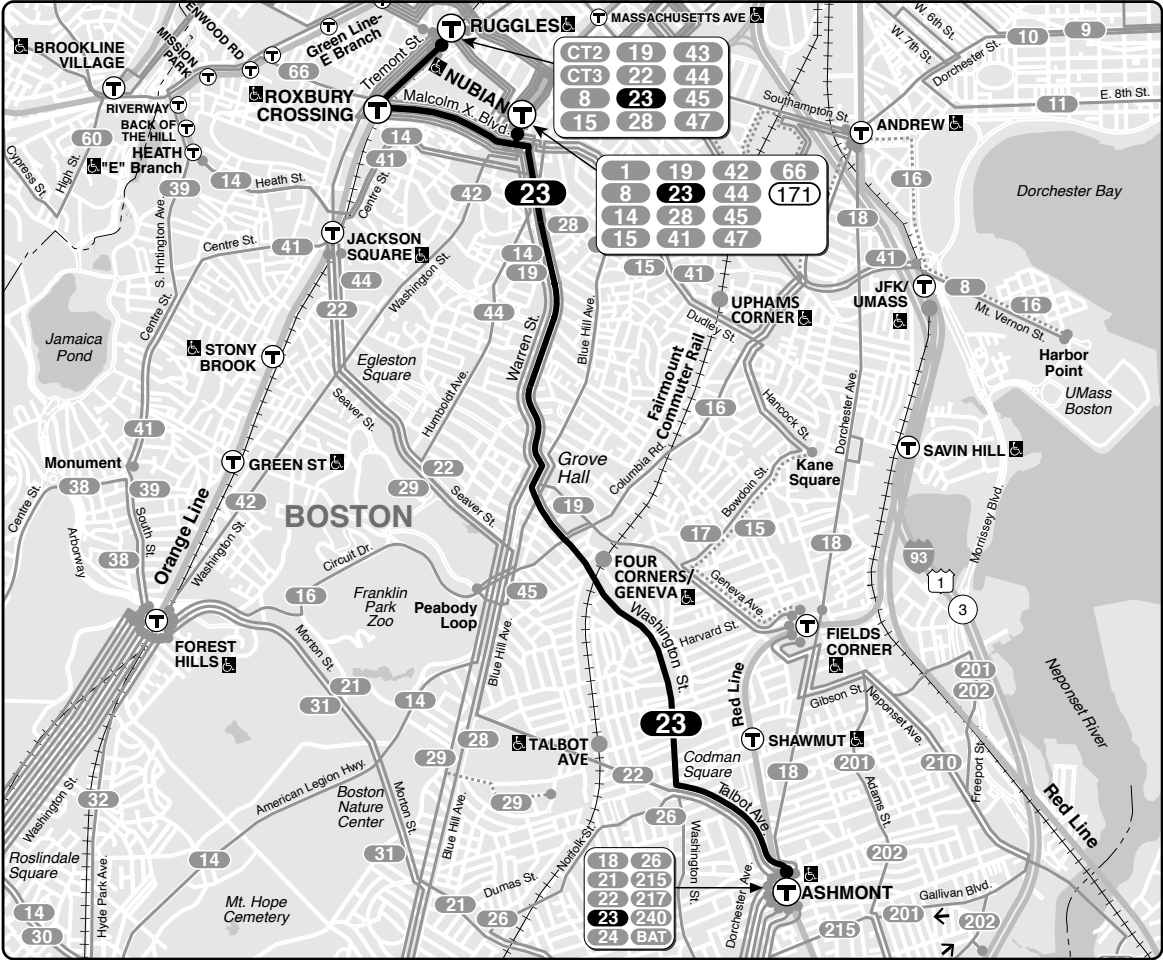 RUGGLES
MASSACHUSETTS AVE
W. 6th St.
W. 7th St.
Dorchester St.
10
9
BROOKLINE
VILLAGE
MISSION
PARK
ENWOOD RD
Green Line-
E Branch
66
Tremont St.
CT2 19 43
CT3 22 44
8 23 45
15 28 47
NUBIAN
ROXBURY
CROSSING
Malcolm X. Blvd.
RIVERWAY
BACK OF
THE HILL
HEATH
"E" Branch
60
Cypress St.
High St.
Southampton St.
ANDREW
11
E. 8th St.
14
41
39
14
Heath St.
Centre St.
42
23
28
1 19 42 66
8 23 44 171
14 28 45
15 41 47
16
18
Dorchester Bay
S. Hntington Ave.
Centre St.
41
JACKSON
SQUARE
44
22
Washington St.
14
19
15
41
41
JFK/
UMASS
8
16
Mt. Vernon St.
Harbor
Point
UMass
Boston
UPHAMS
CORNER
Dudley St.
Jamaica
Pond
Centre St.
STONY
BROOK
Egleston
Square
44
Warren St.
Blue Hill Ave.
Fairmount
Commuter Rail
Seaver St.
Humboldt Ave.
16
Hancock St.
Dorchester Ave.
41
Monument
38
39
GREEN ST
22
29
Grove
Hall
Columbia Rd.
Kane
Square
SAVIN HILL
Centre St.
Arborway
South St.
Orange Line
42
BOSTON
Seaver St.
19
Bowdoin St.
17
15
18
Morrissey Blvd.
93
1
3
38
Washington St.
Circuit Dr.
16
Franklin
Park
Zoo
Peabody
Loop
45
FOUR
CORNERS/
GENEVA
Geneva Ave.
Washington St.
Harvard St.
FIELDS
CORNER
FOREST
HILLS
Morton St.
21
31
14
Blue Hill Ave.
Red Line
Gibson St.
Neponset Ave.
201
202
Neponset River
23
28
29
TALBOT
AVE
22
Codman
Square
SHAWMUT
18
201
210
Freeport St.
Red Line
American Legion Hwy.
Boston
Nature
Center
Morton St.
29
Talbot Ave.
26
Adams St.
Washington St.
32
Roslindale
Square
14
31
Blue Hill Ave.
Norfolk St.
Washington St.
202
18 26
21 215
22 217
23 240
24 BAT
ASHMONT
Dorchester Ave.
Gallivan Blvd.
201
202
215
Dumas St.
21
26
Mt. Hope
Cemetery
Hyde Park Ave.
14
30